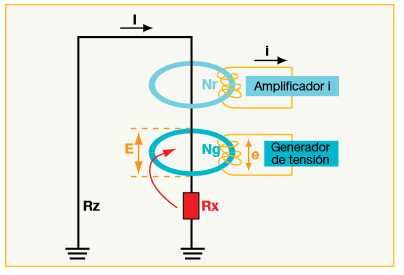 I
i
Nr
Amplificador i
E
Ng
e
Generador
de tensión
Rz
Rx